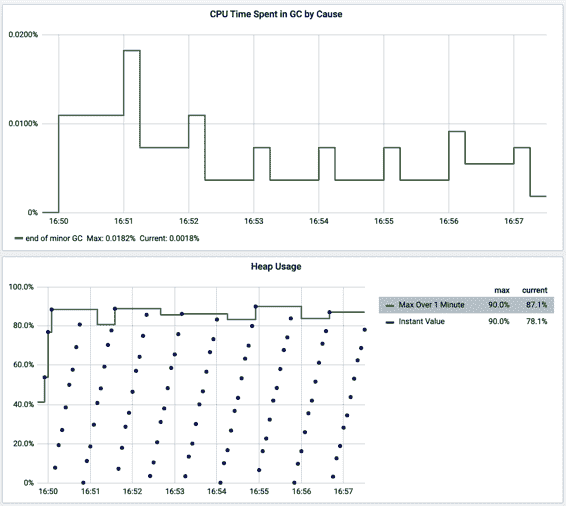 CPU Time Spent in GC by Cause
0.0200%
0.0100%
0%
16:50 16:51 16:52 16:53 16:54 16:55 16:56 16:57
end of minor GC Max: 0.0182% Current: 0.0018%
Heap Usage
100.0%
80.0%
60.0%
40.0%
20.0%
0%
16:50 16:51 16:52 16:53 16:54 16:55 16:56 16:57
max current
Max Over 1 Minute 90.0% 87.1%
Instant Value 90.0% 78.1%